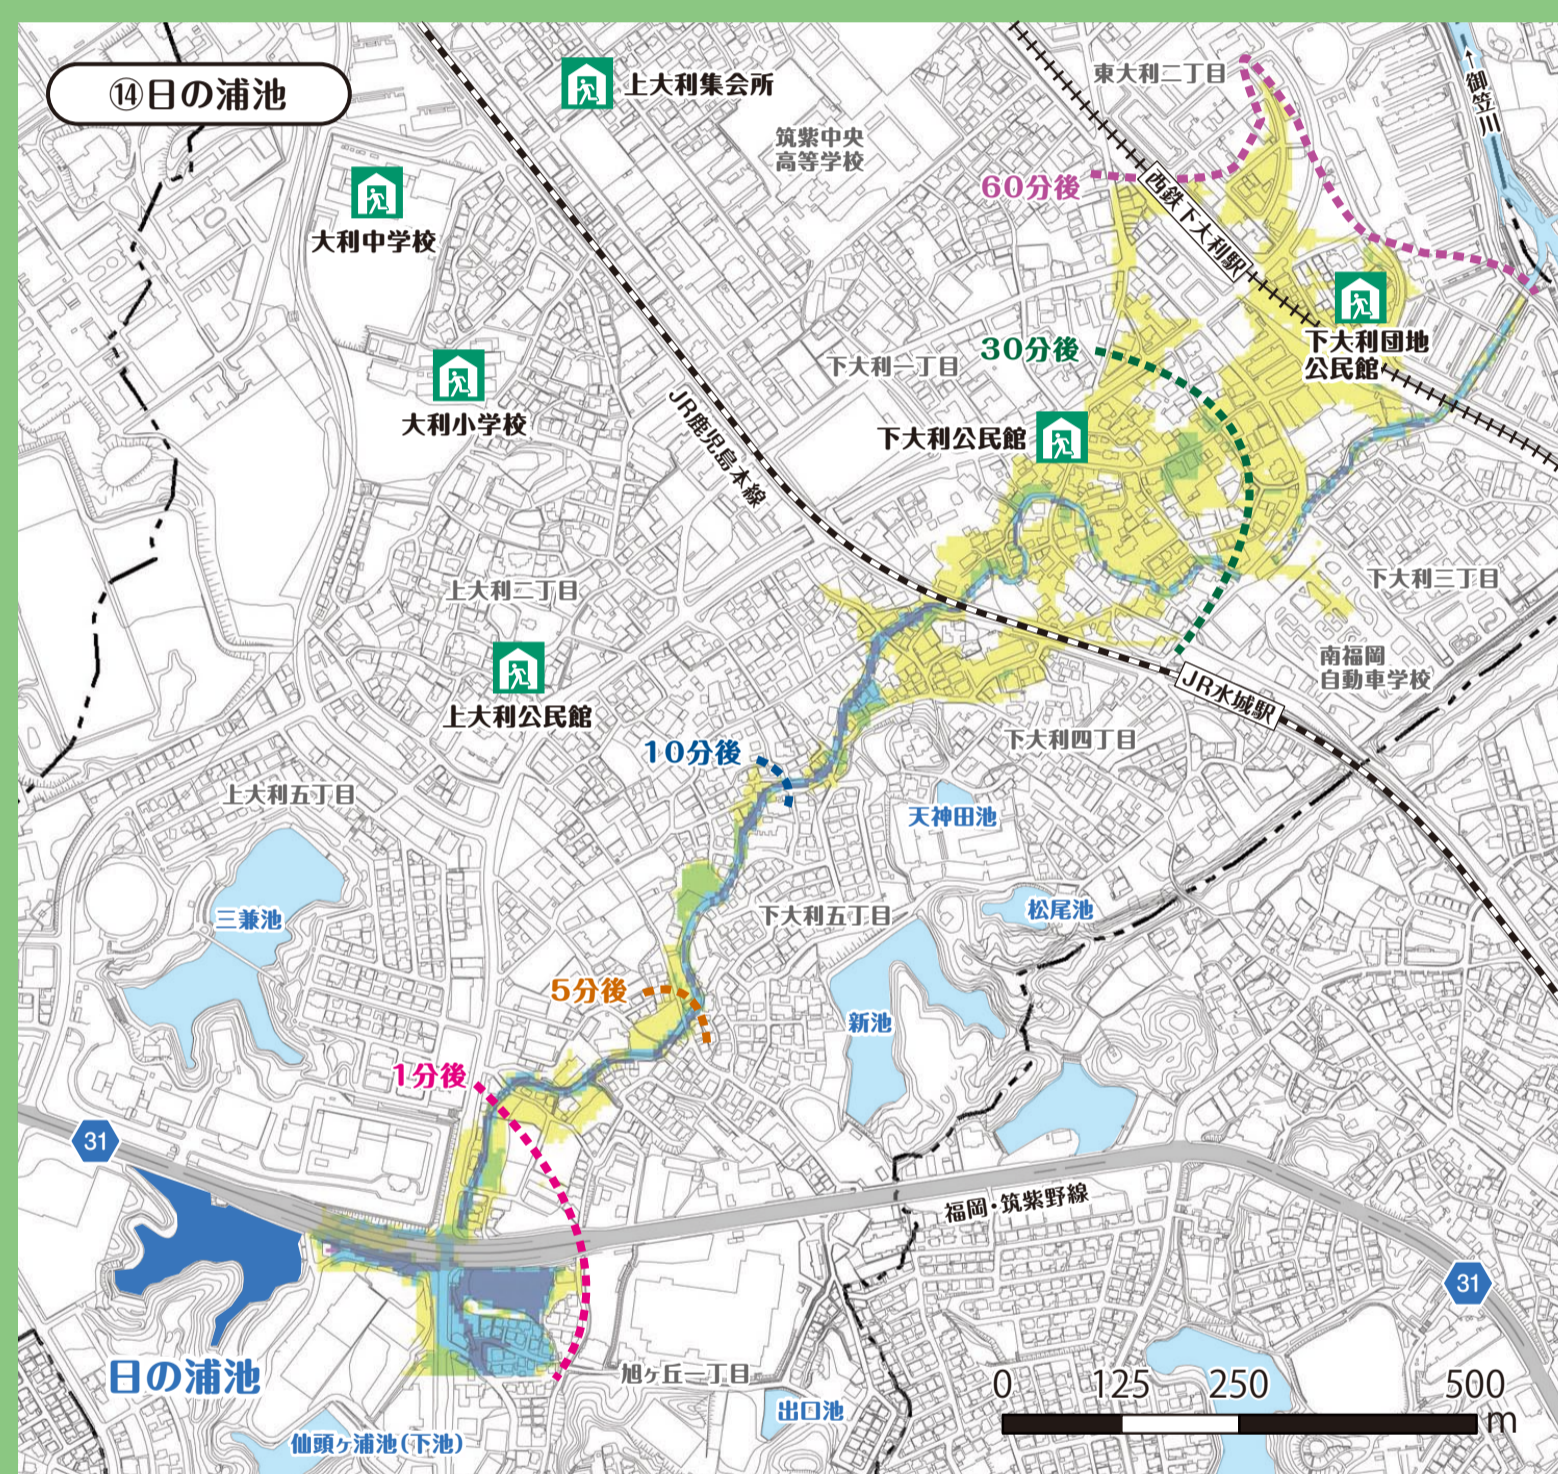 ⑭日の浦池
上大利集会所
東大利二丁目
←御笠川
筑紫中央
高等学校
大利中学校
60分後
西鉄下大利駅
下大利団地
公民館
30分後
下大利一丁目
大利小学校
JR鹿児島本線
下大利公民館
上大利二丁目
下大利三丁目
南福岡
自動車学校
上大利公民館
JR水城駅
10分後
下大利四丁目
上大利五丁目
天神田池
三兼池
下大利五丁目
松尾池
5分後
新池
1分後
31
福岡・筑紫野線
31
日の浦池
旭ヶ丘一丁目
出口池
仙頭ヶ浦池(下池)
0 125 250 500
m